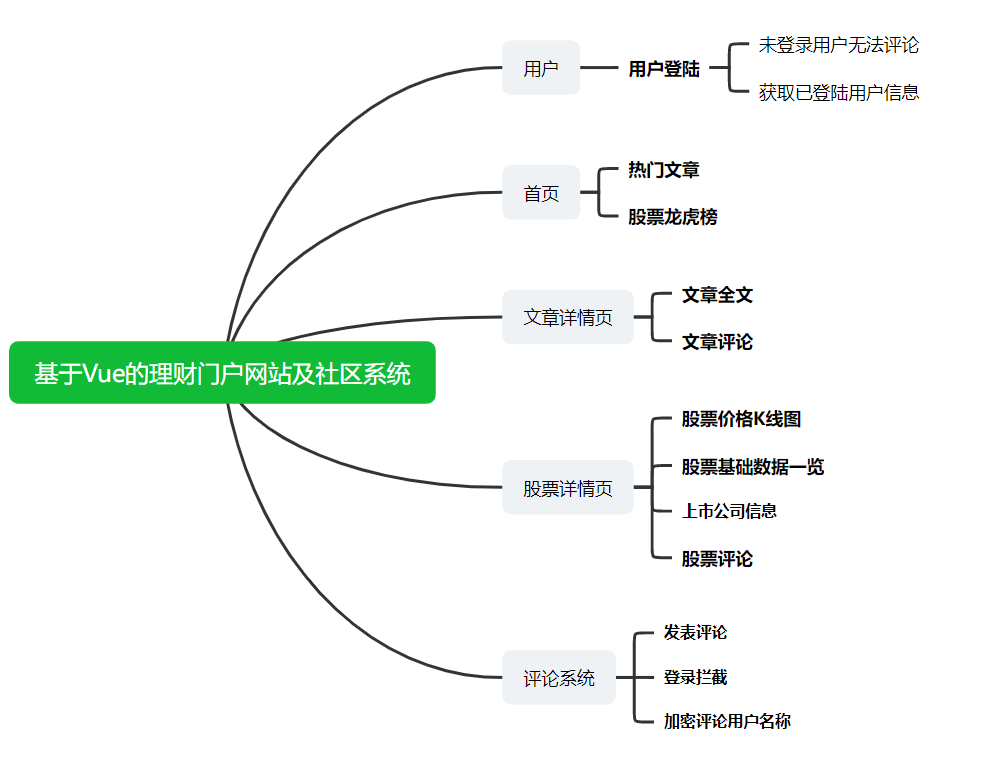 基于Vue的理财门户网站及社区系统
用户
用户登陆
未登录用户无法评论
获取已登陆用户信息
首页
热门文章
股票龙虎榜
文章详情页
文章全文
文章评论
股票详情页
股票价格K线图
股票基础数据一览
上市公司信息
股票评论
评论系统
发表评论
登录拦截
加密评论用户名称